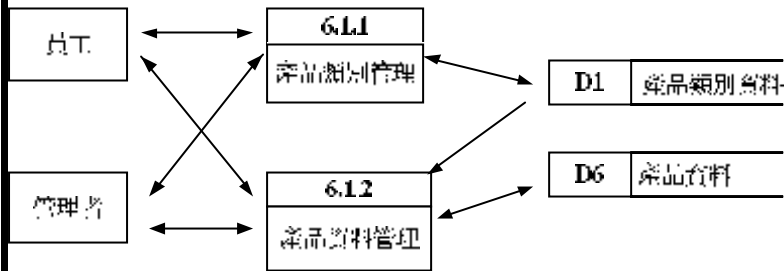 員工
6.1.1
產品類別管理
D1 產品類別資料
D6 產品資料
管理者
6.1.2
產品資料管理